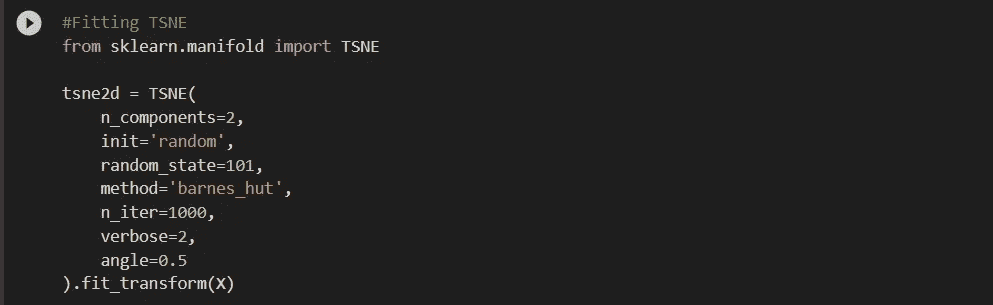 #Fitting TSNE
from sklearn.manifold import TSNE

tsne2d = TSNE(
    n_components=2,
    init='random',
    random_state=101,
    method='barnes_hut',
    n_iter=1000,
    verbose=2,
    angle=0.5
).fit_transform(X)